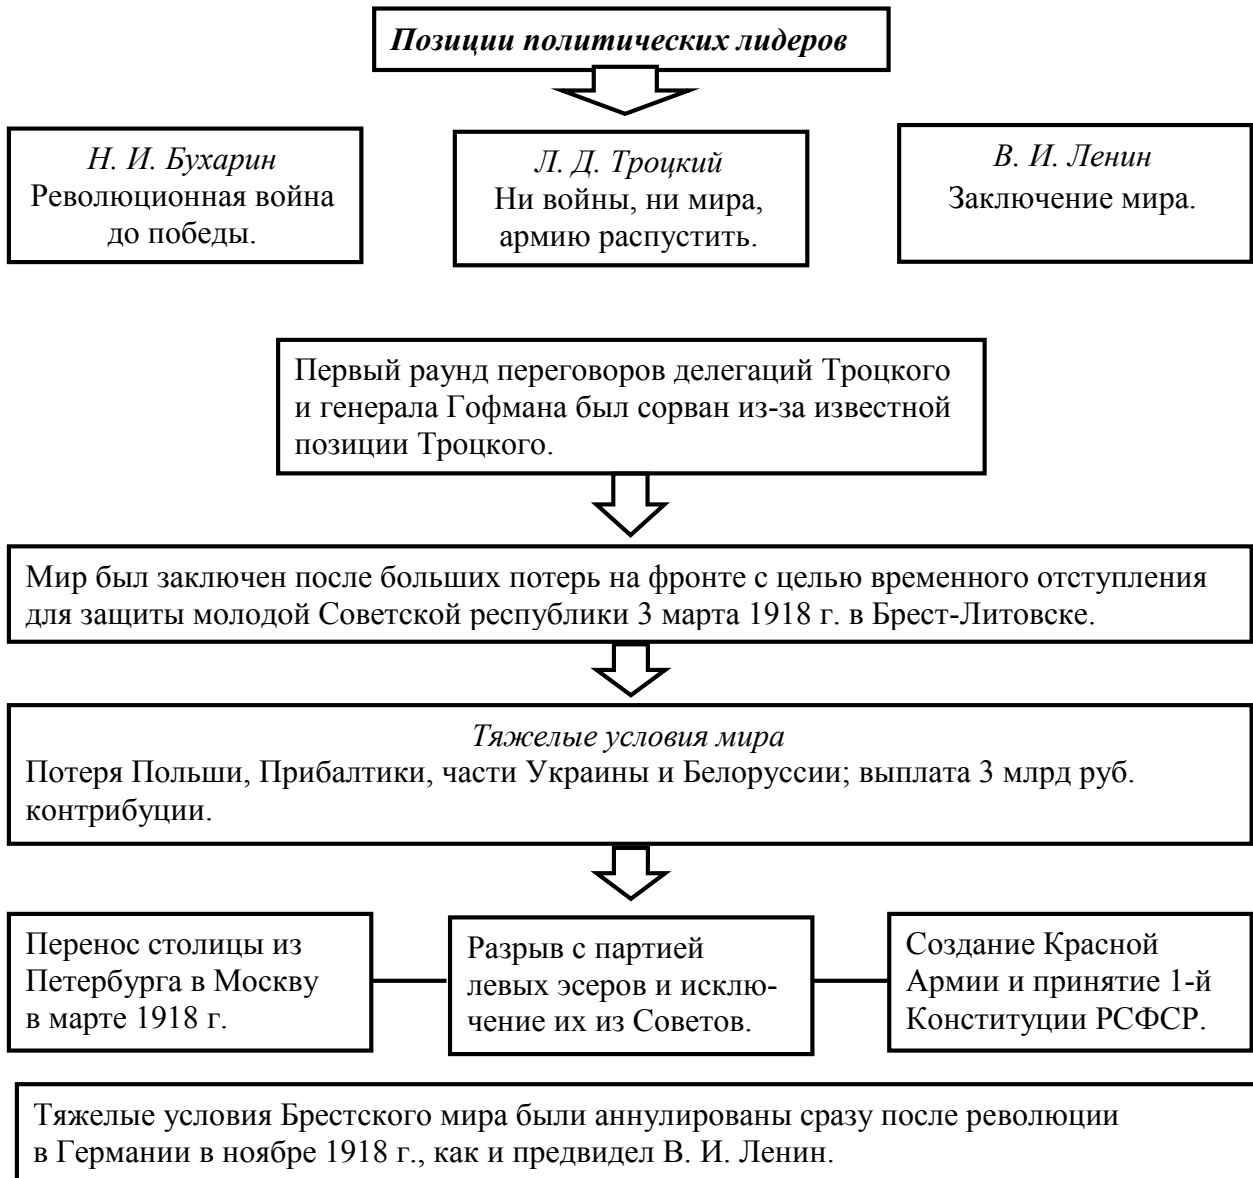 Позиции политических лидеров
Н. И. Бухарин
Революционная война
до победы.
Л. Д. Троцкий
Ни войны, ни мира,
армию распустить.
В. И. Ленин
Заключение мира.
Первый раунд переговоров делегаций Троцкого
и генерала Гофмана был сорван из-за известной
позиции Троцкого.
Мир был заключен после больших потерь на фронте с целью временного отступления
для защиты молодой Советской республики 3 марта 1918 г. в Брест-Литовске.
Тяжелые условия мира
Потеря Польши, Прибалтики, части Украины и Белоруссии; выплата 3 млрд руб.
контрибуции.
Перенос столицы из
Петербурга в Москву
в марте 1918 г.
Разрыв с партией
левых эсеров и исклю-
чение их из Советов.
Создание Красной
Армии и принятие 1-й
Конституции РСФСР.
Тяжелые условия Брестского мира были аннулированы сразу после революции
в Германии в ноябре 1918 г., как и предвидел В. И. Ленин.